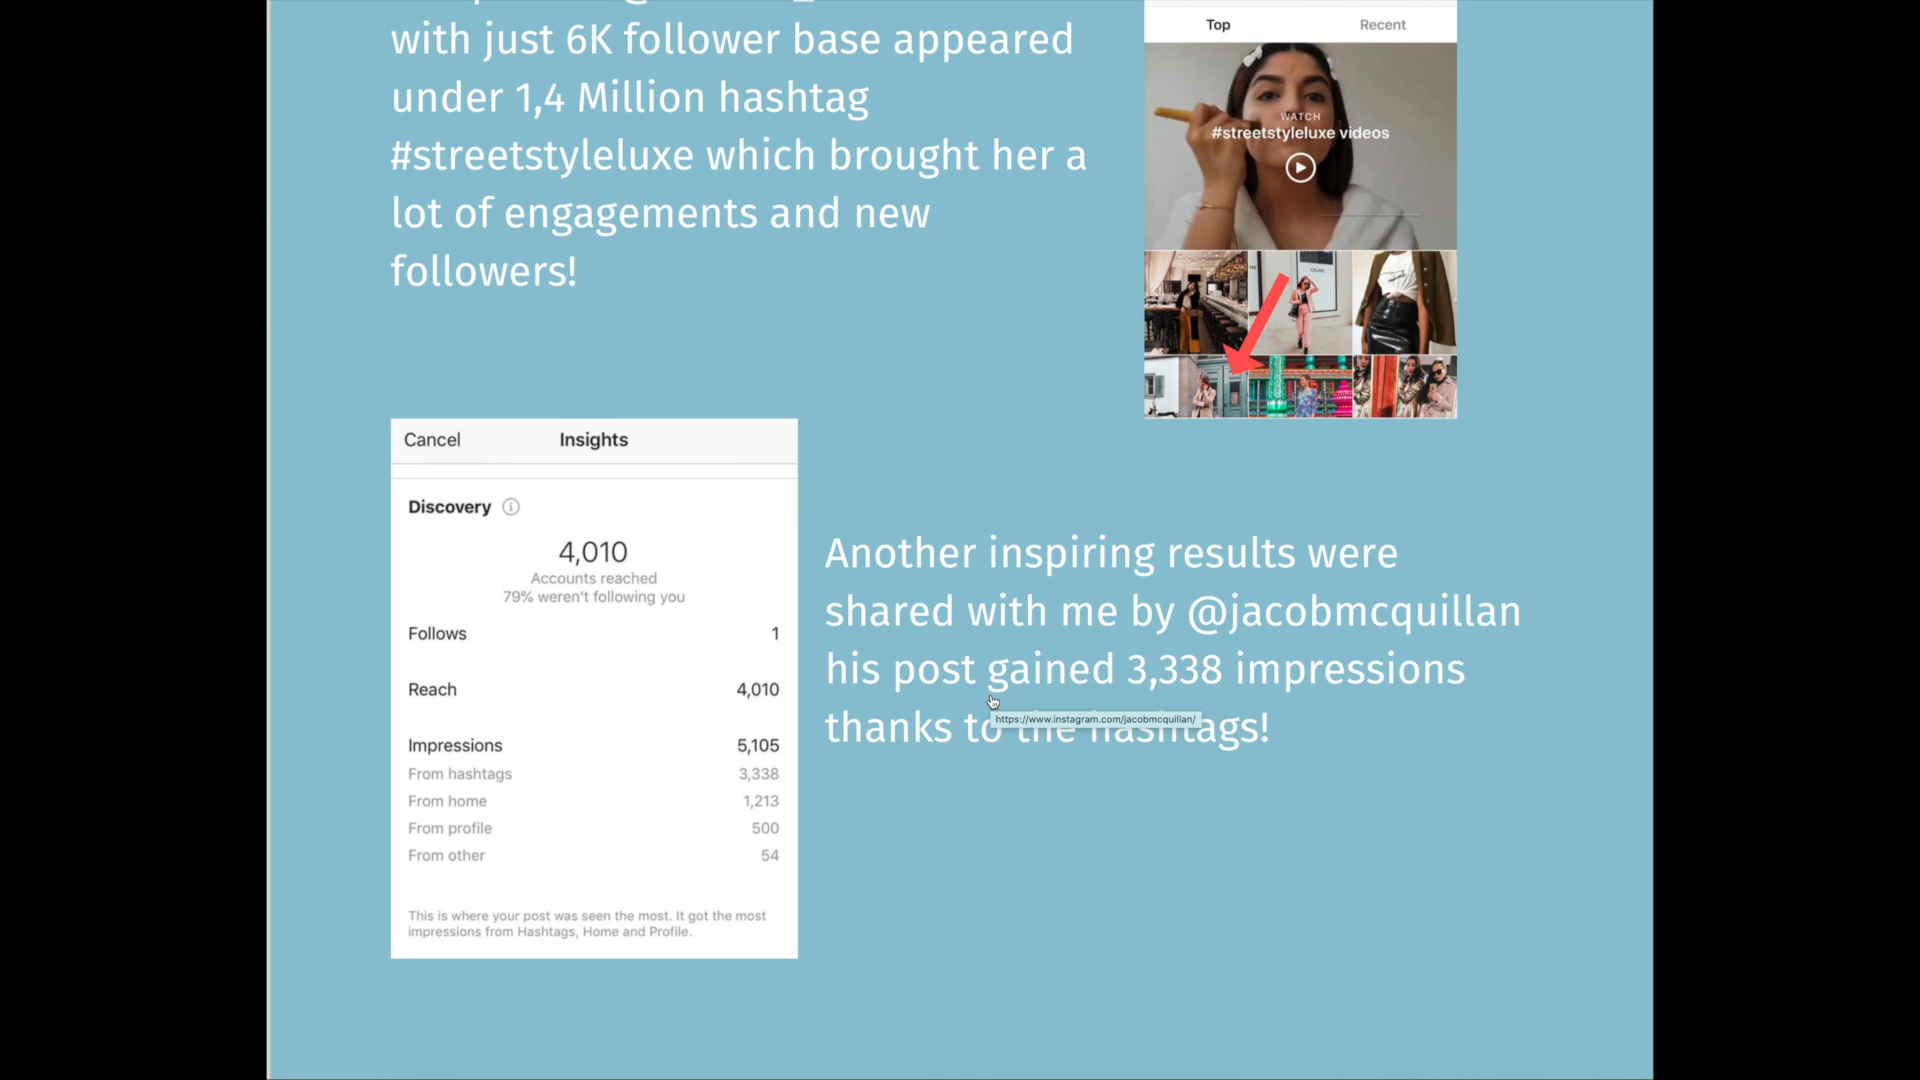 with just 6K follower base appeared
under 1,4 Million hashtag
#streetstyleluxe which brought her a
lot of engagements and new
followers!
Top Recent
WATCH
#streetstyleluxe videos
CELINE
Cancel Insights
Discovery
4,010
Accounts reached
79% weren't following you
Follows 1
Reach 4,010
Impressions 5,105
From hashtags 3,338
From home 1,213
From profile 500
From other 54
This is where your post was seen the most. It got the most
impressions from Hashtags, Home and Profile.
Another inspiring results were
shared with me by @jacobmcquillan
his post gained 3,338 impressions
thanks to the hashtags!
https://www.instagram.com/jacobmcquillan/